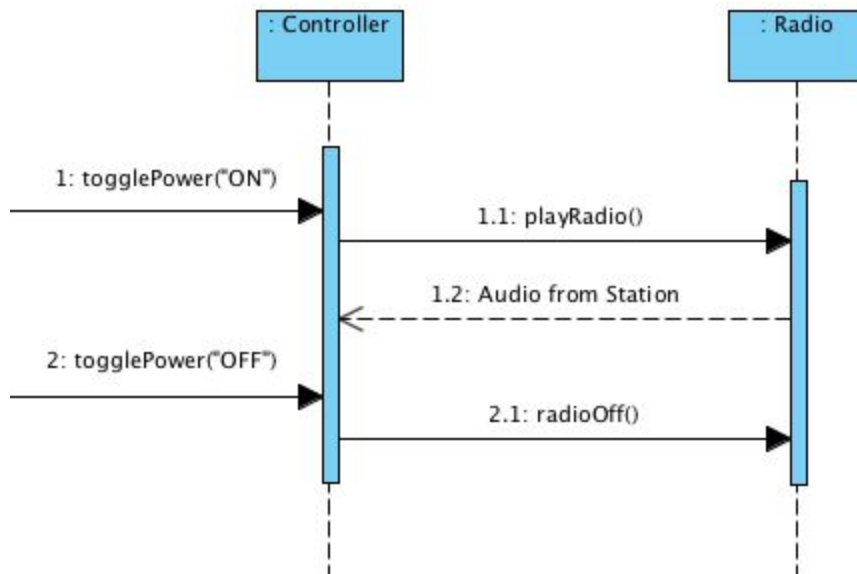 : Controller
: Radio
1: togglePower("ON")
1.1: playRadio()
1.2: Audio from Station
2: togglePower("OFF")
2.1: radioOff()